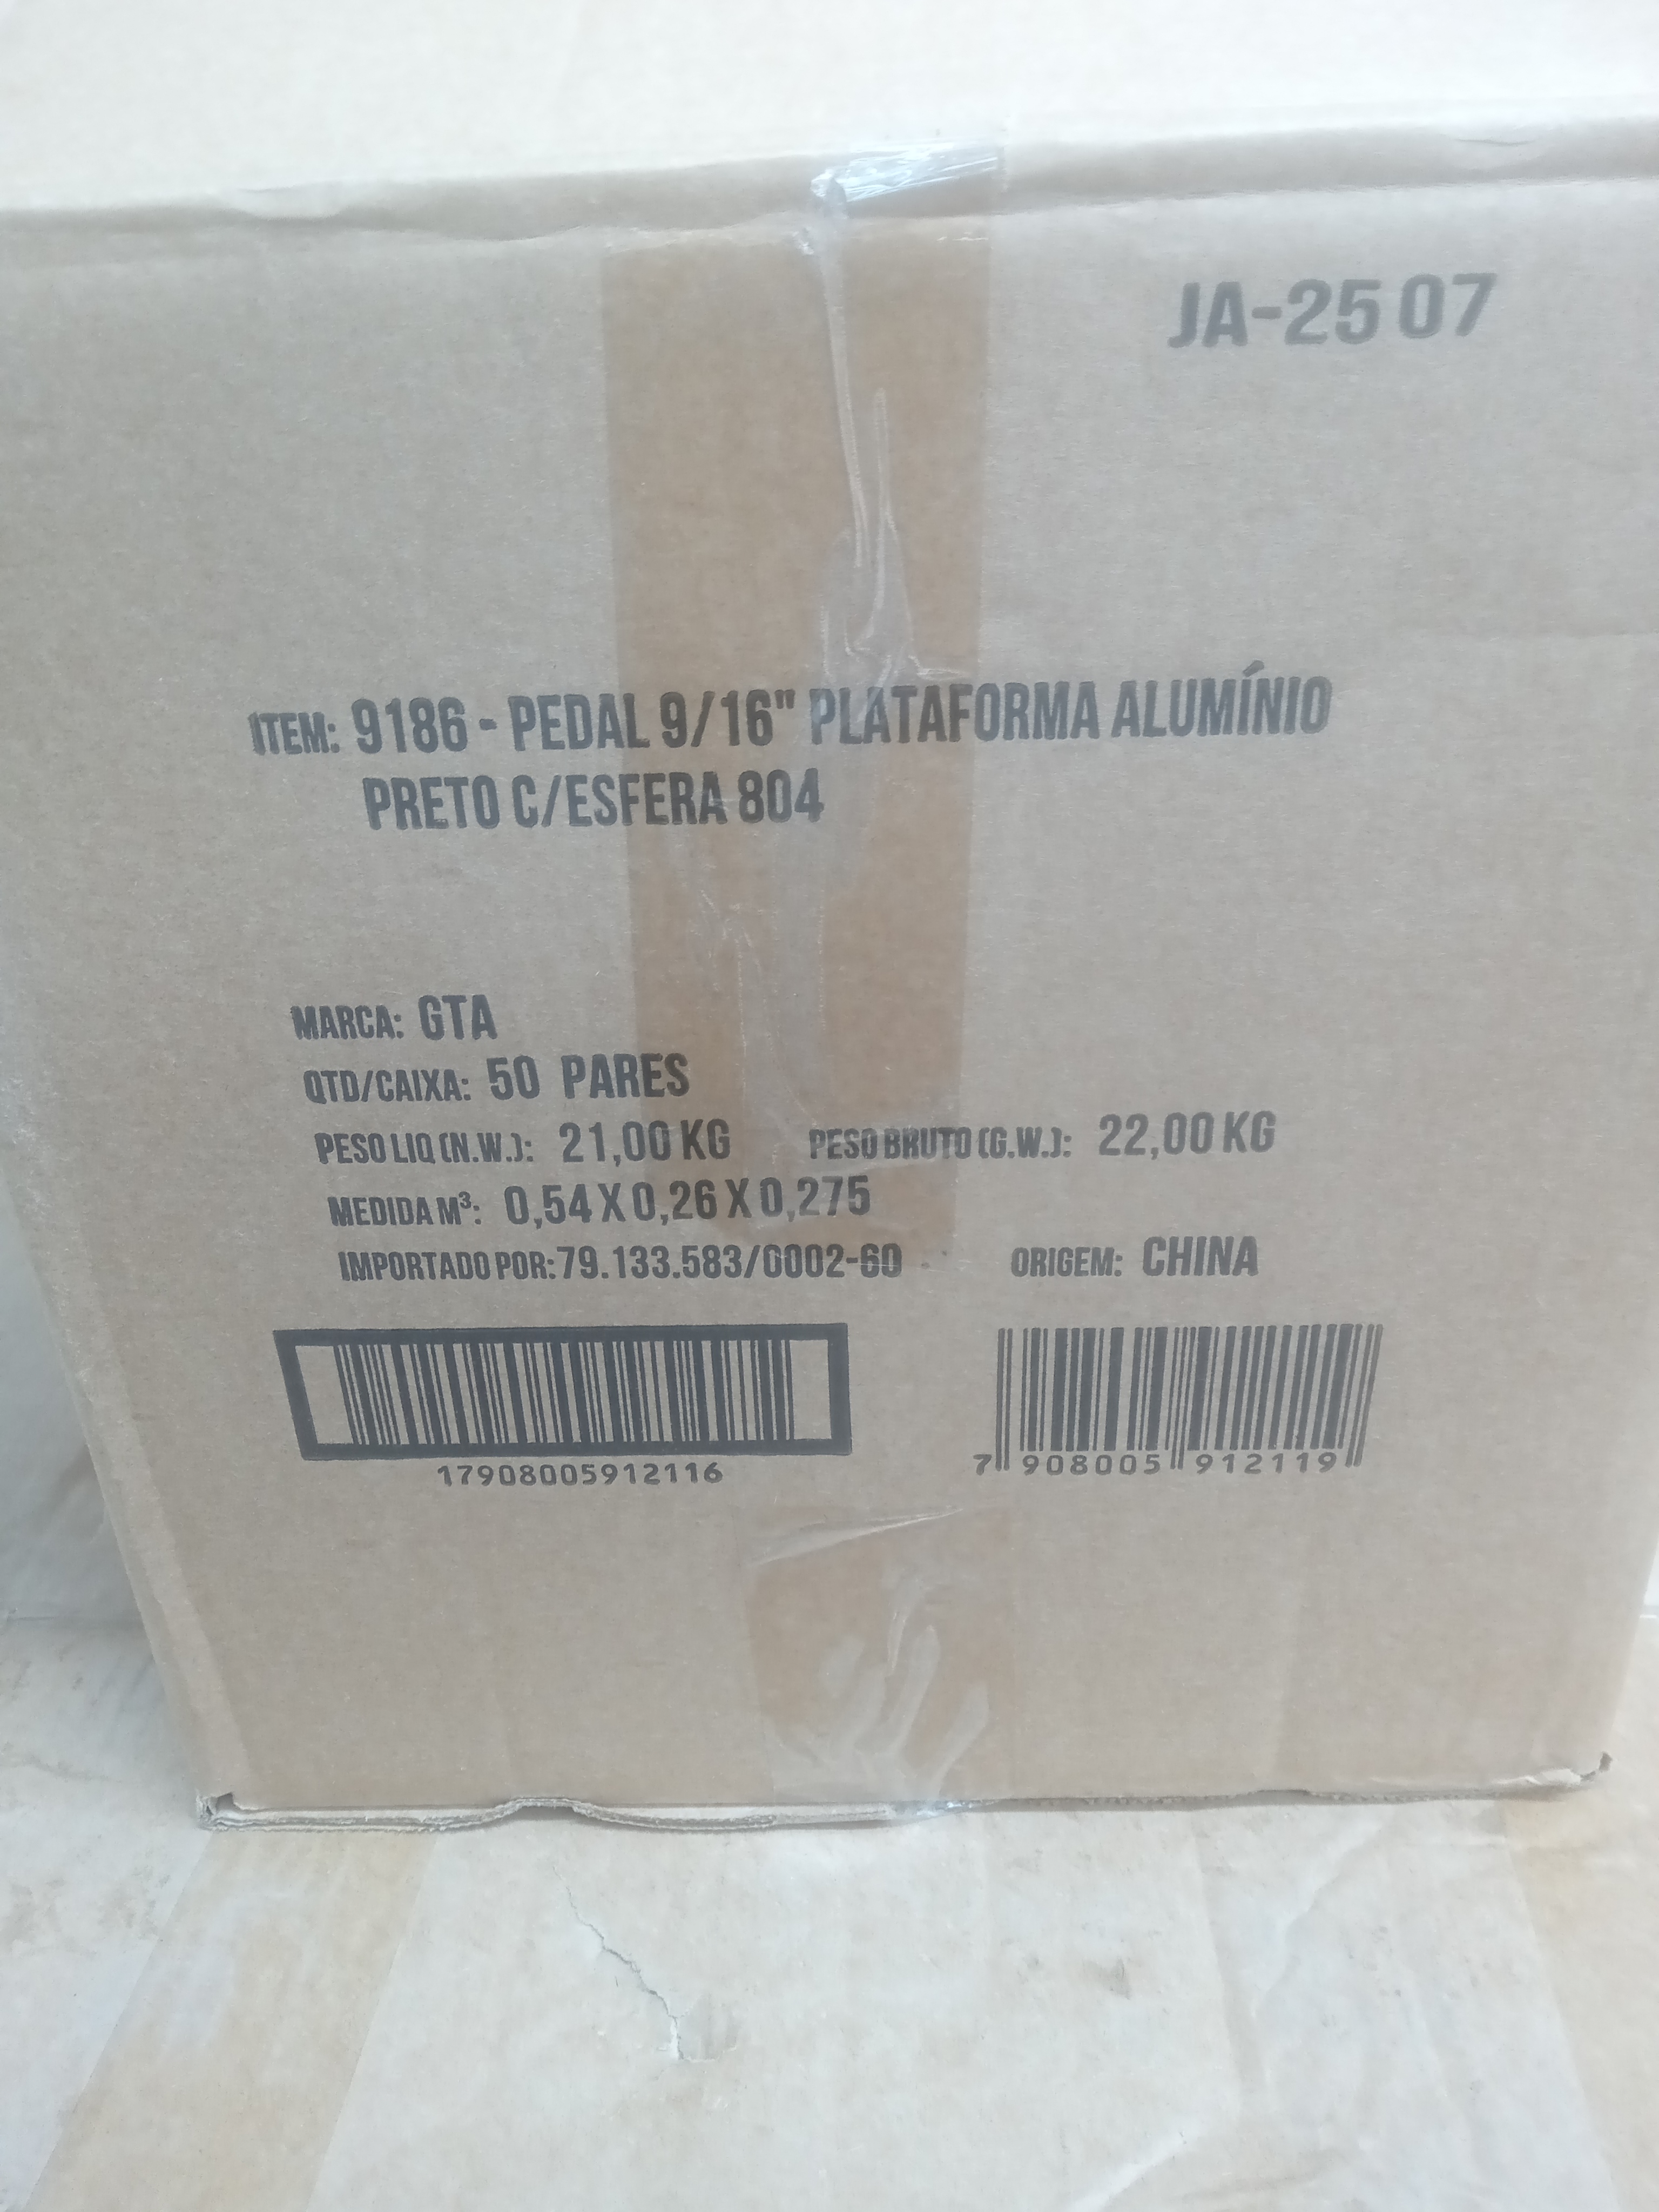 JA-25 07
ITEM: 9186 - PEDAL 9/16" PLATAFORMA ALUMÍNIO
PRETO C/ESFERA 804
MARCA: GTA
QTD/CAIXA: 50 PARES
PESO LIQ (N.W.): 21,00 KG PESO BRUTO (G.W.): 22,00 KG
MEDIDA M³: 0,54 X 0,26 X 0,275
IMPORTADO POR: 79.133.583/0002-60 ORIGEM: CHINA
17908005912116 7 908005 912119